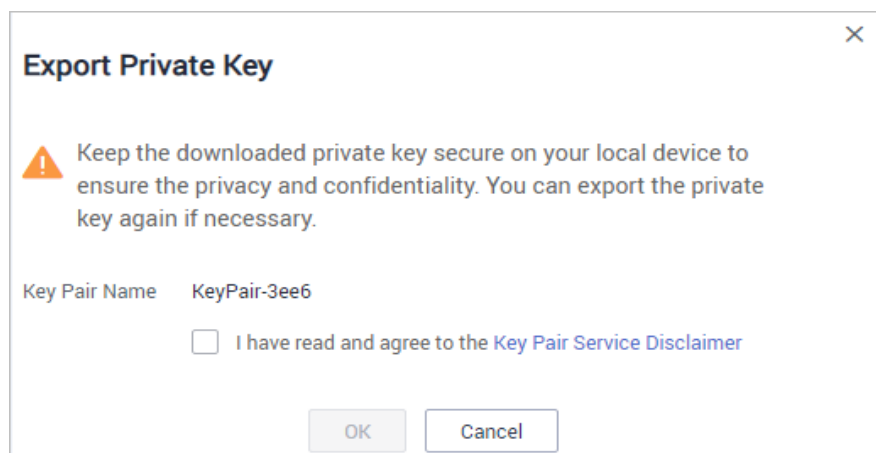 Export Private Key
Keep the downloaded private key secure on your local device to
ensure the privacy and confidentiality. You can export the private
key again if necessary.
Key Pair Name KeyPair-3ee6
I have read and agree to the Key Pair Service Disclaimer
OK Cancel